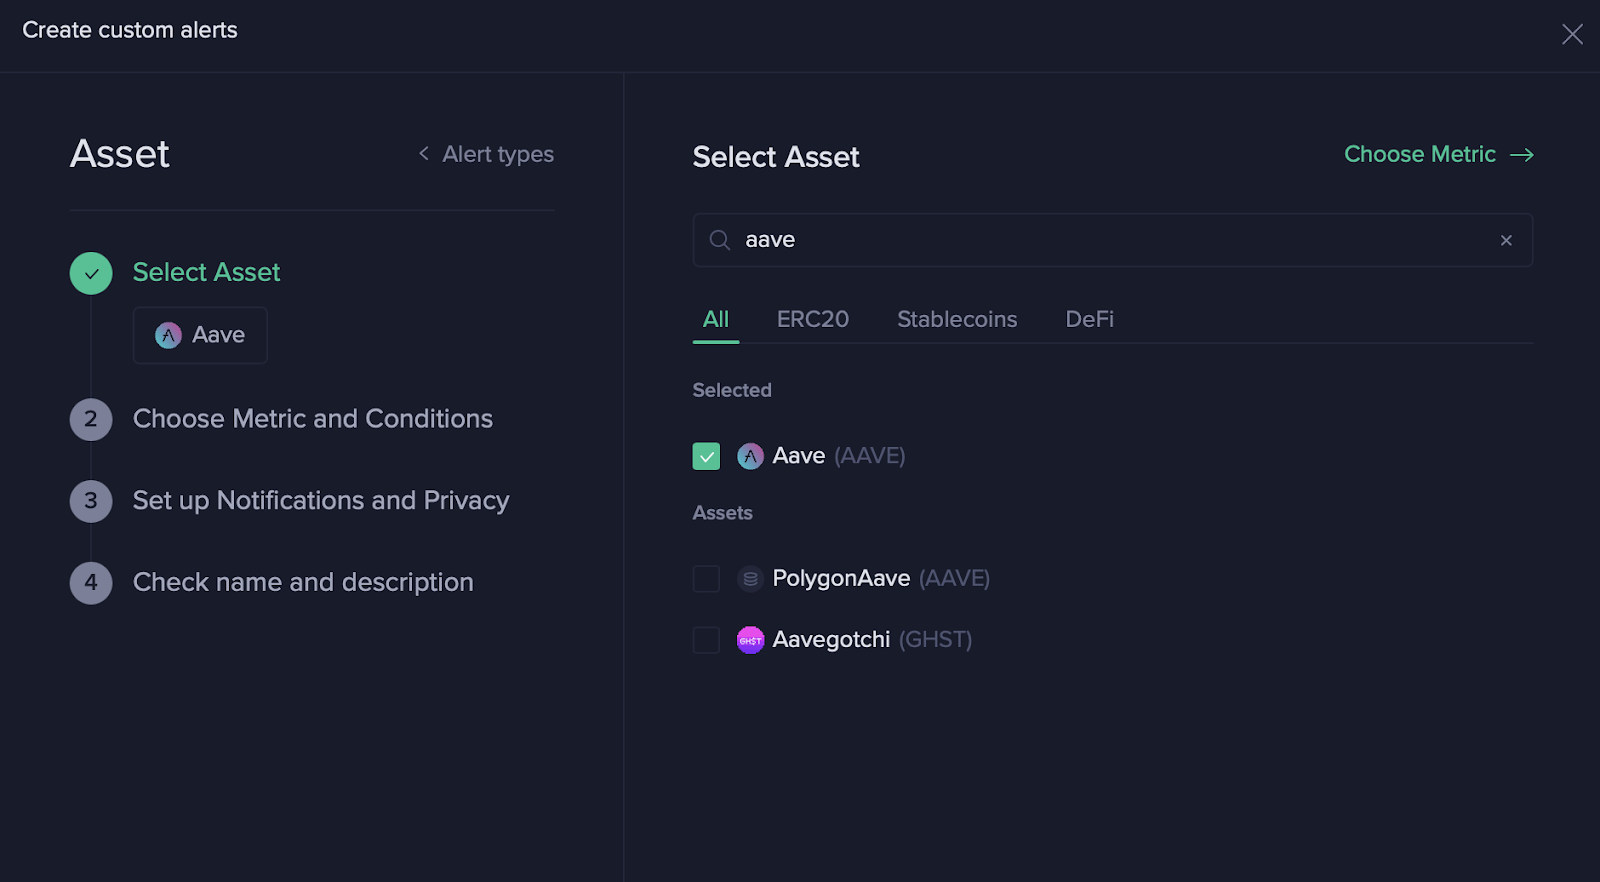 Create custom alerts
Asset
Alert types
Select Asset
Aave
2 Choose Metric and Conditions
3 Set up Notifications and Privacy
4 Check name and description
Select Asset
Choose Metric →
aave
All ERC20 Stablecoins DeFi
Selected
Aave (AAVE)
Assets
PolygonAave (AAVE)
GHST Aavegotchi (GHST)